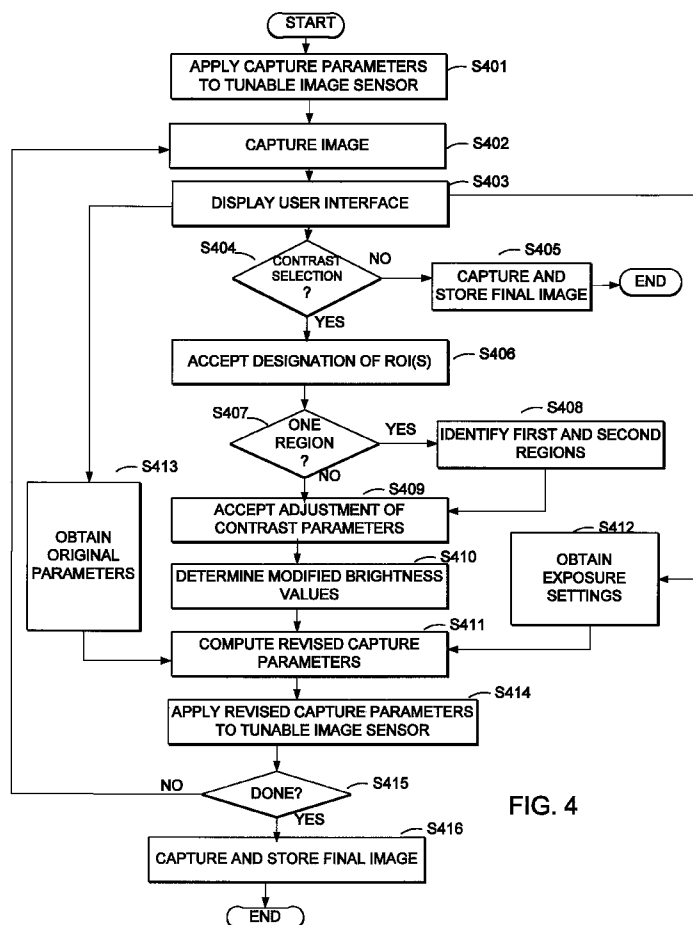 START
APPLY CAPTURE PARAMETERS
TO TUNABLE IMAGE SENSOR
S401
CAPTURE IMAGE
S402
S403
DISPLAY USER INTERFACE
S404
CONTRAST
SELECTION
?
NO
YES
S405
CAPTURE AND
STORE FINAL IMAGE
END
ACCEPT DESIGNATION OF ROI(S)
S406
S407
ONE
REGION
?
YES
NO
S408
IDENTIFY FIRST AND SECOND
REGIONS
S413
OBTAIN
ORIGINAL
PARAMETERS
S409
ACCEPT ADJUSTMENT OF
CONTRAST PARAMETERS
S410
DETERMINE MODIFIED BRIGHTNESS
VALUES
S412
OBTAIN
EXPOSURE
SETTINGS
S411
COMPUTE REVISED CAPTURE
PARAMETERS
S414
APPLY REVISED CAPTURE PARAMETERS
TO TUNABLE IMAGE SENSOR
NO
DONE?
S415
YES
FIG. 4
S416
CAPTURE AND STORE FINAL IMAGE
END